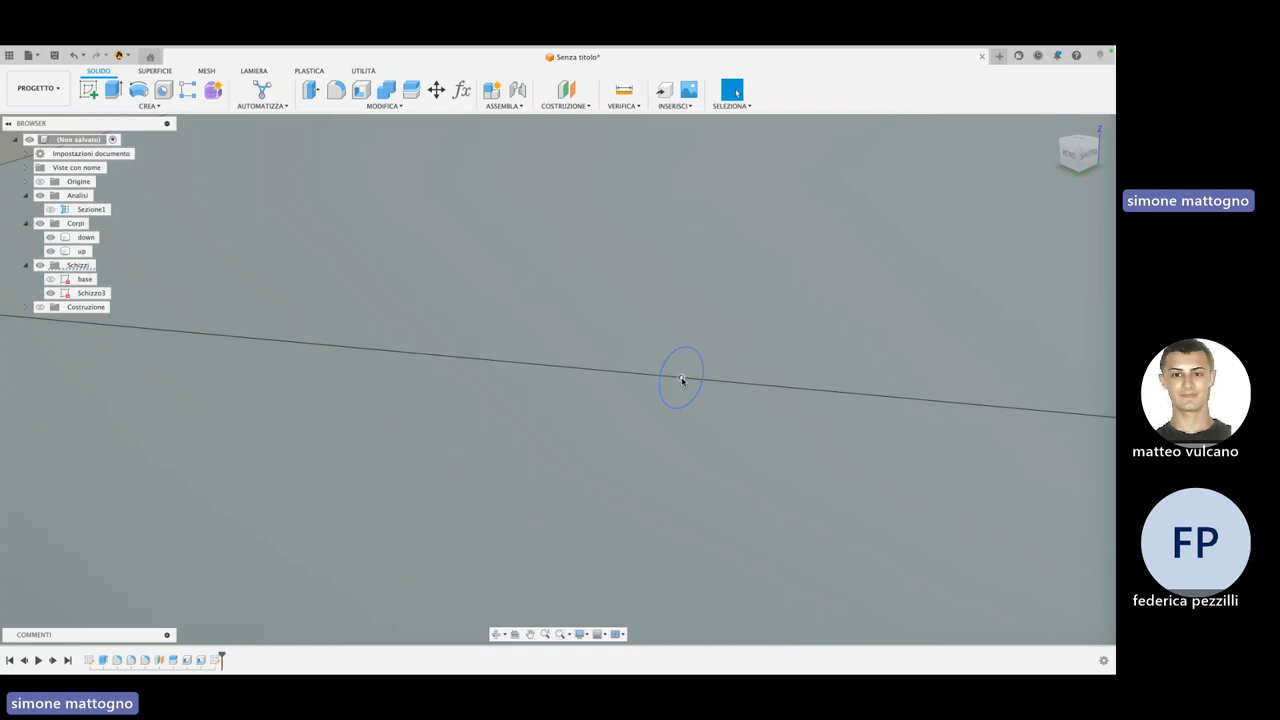 Senza titolo*
PROGETTO
SOLIDO
SUPERFICIE
MESH
LAMIERA
PLASTICA
UTILITÀ
CREA
AUTOMATIZZA
MODIFICA
ASSEMBLA
COSTRUZIONE
VERIFICA
INSERISCI
SELEZIONA
BROWSER
(Non salvato)
Impostazioni documento
Viste con nome
Origine
Analisi
Sezione1
Corpi
down
up
Schizzi
base
Schizzo3
Costruzione
Z
RETRO
SINISTRA
simone mattogno
matteo vulcano
FP
federica pezzilli
COMMENTI
simone mattogno